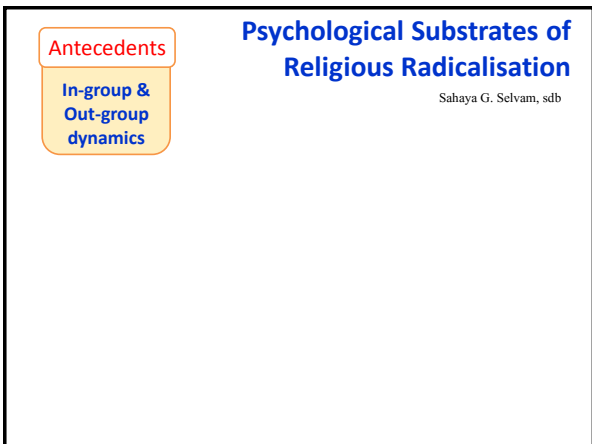 Psychological Substrates of
Religious Radicalisation
Sahaya G. Selvam, sdb
Antecedents
In-group &
Out-group
dynamics